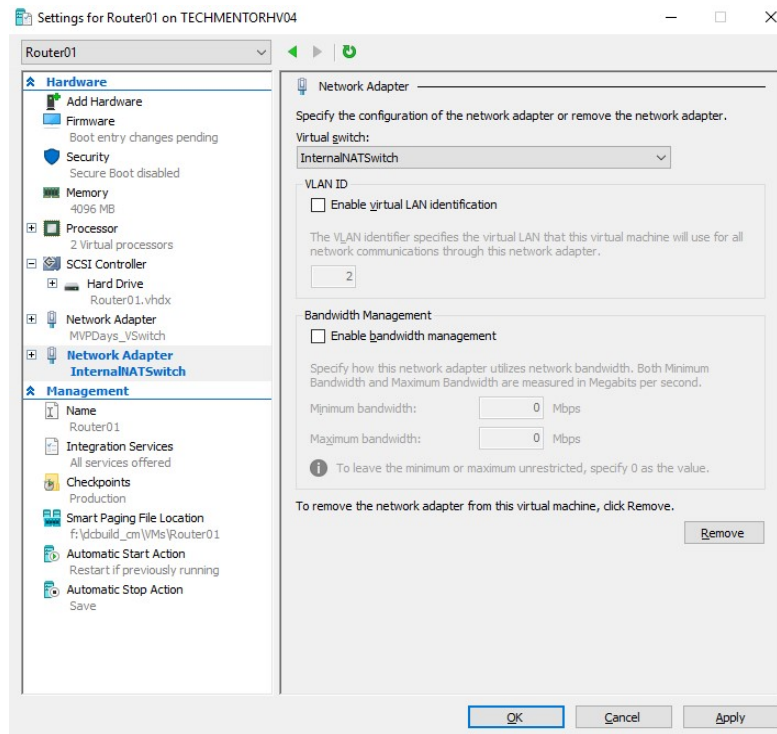 Settings for Router01 on TECHMENTORHV04
Router01
Hardware
Add Hardware
Firmware
Boot entry changes pending
Security
Secure Boot disabled
Memory
4096 MB
Processor
2 Virtual processors
SCSI Controller
Hard Drive
Router01.vhdx
Network Adapter
MVPDays_VSwitch
Network Adapter
InternalNATSwitch
Management
Name
Router01
Integration Services
All services offered
Checkpoints
Production
Smart Paging File Location
f:\dcbuild_cm\VMs\Router01
Automatic Start Action
Restart if previously running
Automatic Stop Action
Save
Network Adapter
Specify the configuration of the network adapter or remove the network adapter.
Virtual switch:
InternalNATSwitch
VLAN ID
Enable virtual LAN identification
The VLAN identifier specifies the virtual LAN that this virtual machine will use for all
network communications through this network adapter.
2
Bandwidth Management
Enable bandwidth management
Specify how this network adapter utilizes network bandwidth. Both Minimum
Bandwidth and Maximum Bandwidth are measured in Megabits per second.
Minimum bandwidth: 0 Mbps
Maximum bandwidth: 0 Mbps
To leave the minimum or maximum unrestricted, specify 0 as the value.
To remove the network adapter from this virtual machine, click Remove.
Remove
OK Cancel Apply